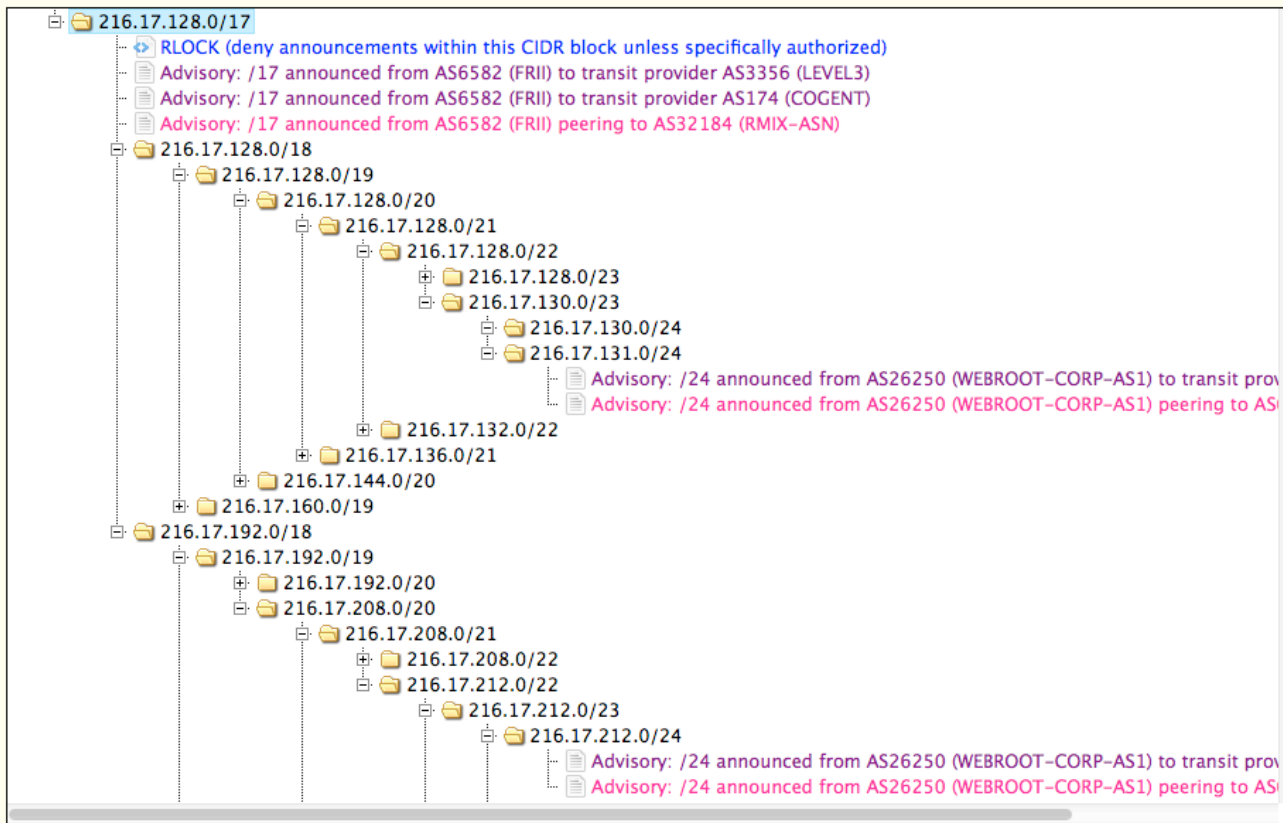 216.17.128.0/17
RLOCK (deny announcements within this CIDR block unless specifically authorized)
Advisory: /17 announced from AS6582 (FRII) to transit provider AS3356 (LEVEL3)
Advisory: /17 announced from AS6582 (FRII) to transit provider AS174 (COGENT)
Advisory: /17 announced from AS6582 (FRII) peering to AS32184 (RMIX-ASN)
216.17.128.0/18
216.17.128.0/19
216.17.128.0/20
216.17.128.0/21
216.17.128.0/22
216.17.128.0/23
216.17.130.0/23
216.17.130.0/24
216.17.131.0/24
Advisory: /24 announced from AS26250 (WEBROOT-CORP-AS1) to transit
Advisory: /24 announced from AS26250 (WEBROOT-CORP-AS1) peering to
216.17.132.0/22
216.17.136.0/21
216.17.144.0/20
216.17.160.0/19
216.17.192.0/18
216.17.192.0/19
216.17.192.0/20
216.17.208.0/20
216.17.208.0/21
216.17.208.0/22
216.17.212.0/22
216.17.212.0/23
216.17.212.0/24
Advisory: /24 announced from AS26250 (WEBROOT-CORP-AS1) to transit
Advisory: /24 announced from AS26250 (WEBROOT-CORP-AS1) peering to